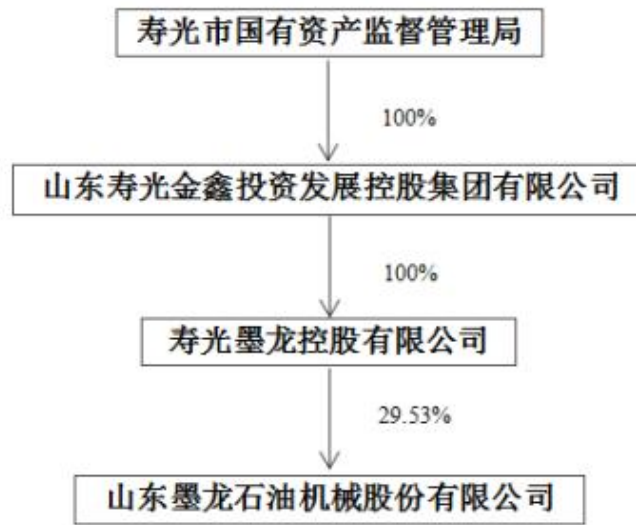 寿光市国有资产监督管理局
100%
山东寿光金鑫投资发展控股集团有限公司
100%
寿光墨龙控股有限公司
29.53%
山东墨龙石油机械股份有限公司